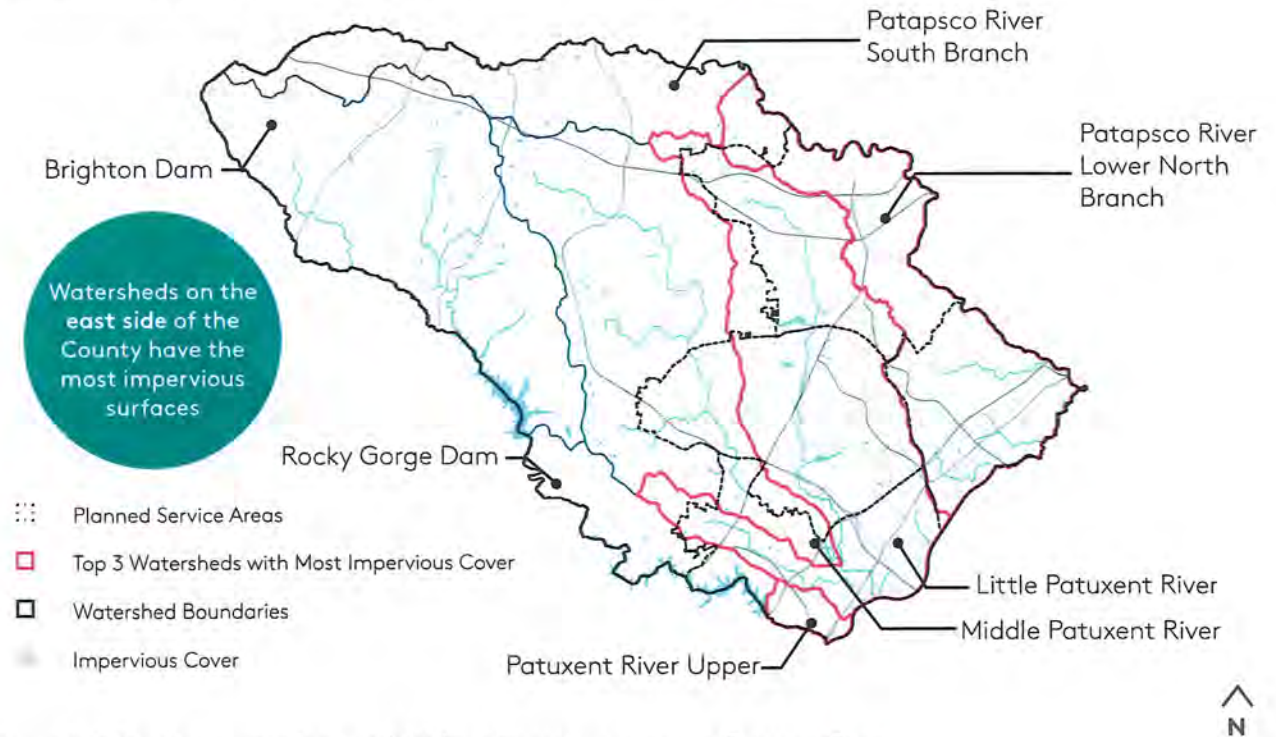 Patapsco River
South Branch
Patapsco River
Lower North
Branch
Brighton Dam
Watersheds on the
east side of the
County have the
most impervious
surfaces
Rocky Gorge Dam
Planned Service Areas
Top 3 Watersheds with Most Impervious Cover
Watershed Boundaries
Impervious Cover
Little Patuxent River
Middle Patuxent River
Patuxent River Upper
N